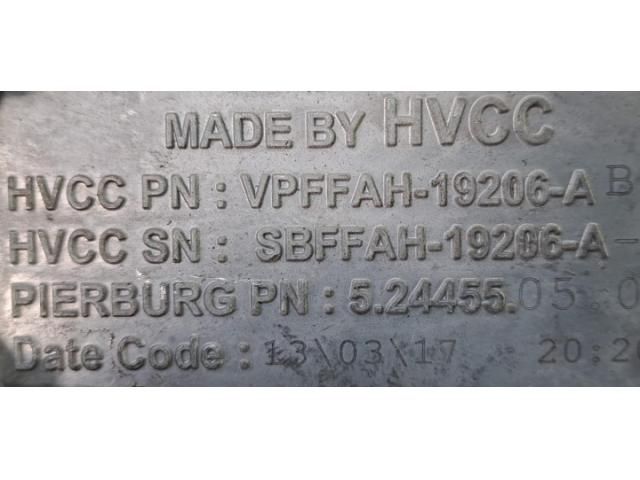 MADE BY HVCC
HVCC PN : VPFFAH-19206-A B
HVCC SN : SBFFAH-19206-A -
PIERBURG PN : 5.24455.05.0
Date Code : 13\03\17 20:20